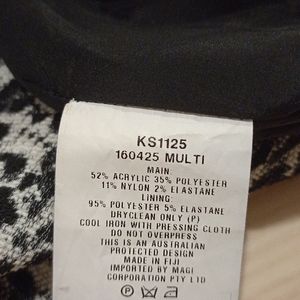 KS1125
160425 MULTI
MAIN:
52% ACRYLIC 35% POLYESTER
11% NYLON 2% ELASTANE
LINING:
95% POLYESTER 5% ELASTANE
DRYCLEAN ONLY (P)
COOL IRON WITH PRESSING CLOTH
DO NOT OVERPRESS
THIS IS AN AUSTRALIAN
PROTECTED DESIGN
MADE IN FIJI
IMPORTED BY MAGI
CORPORATION PTY LTD